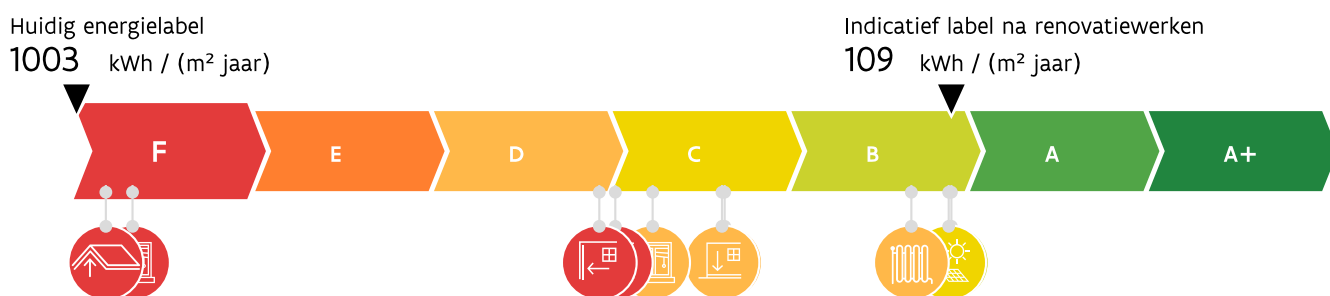 Huidig energielabel
1003 kWh / (m² jaar)
Indicatief label na renovatiewerken
109 kWh / (m² jaar)
F E D C B A A+